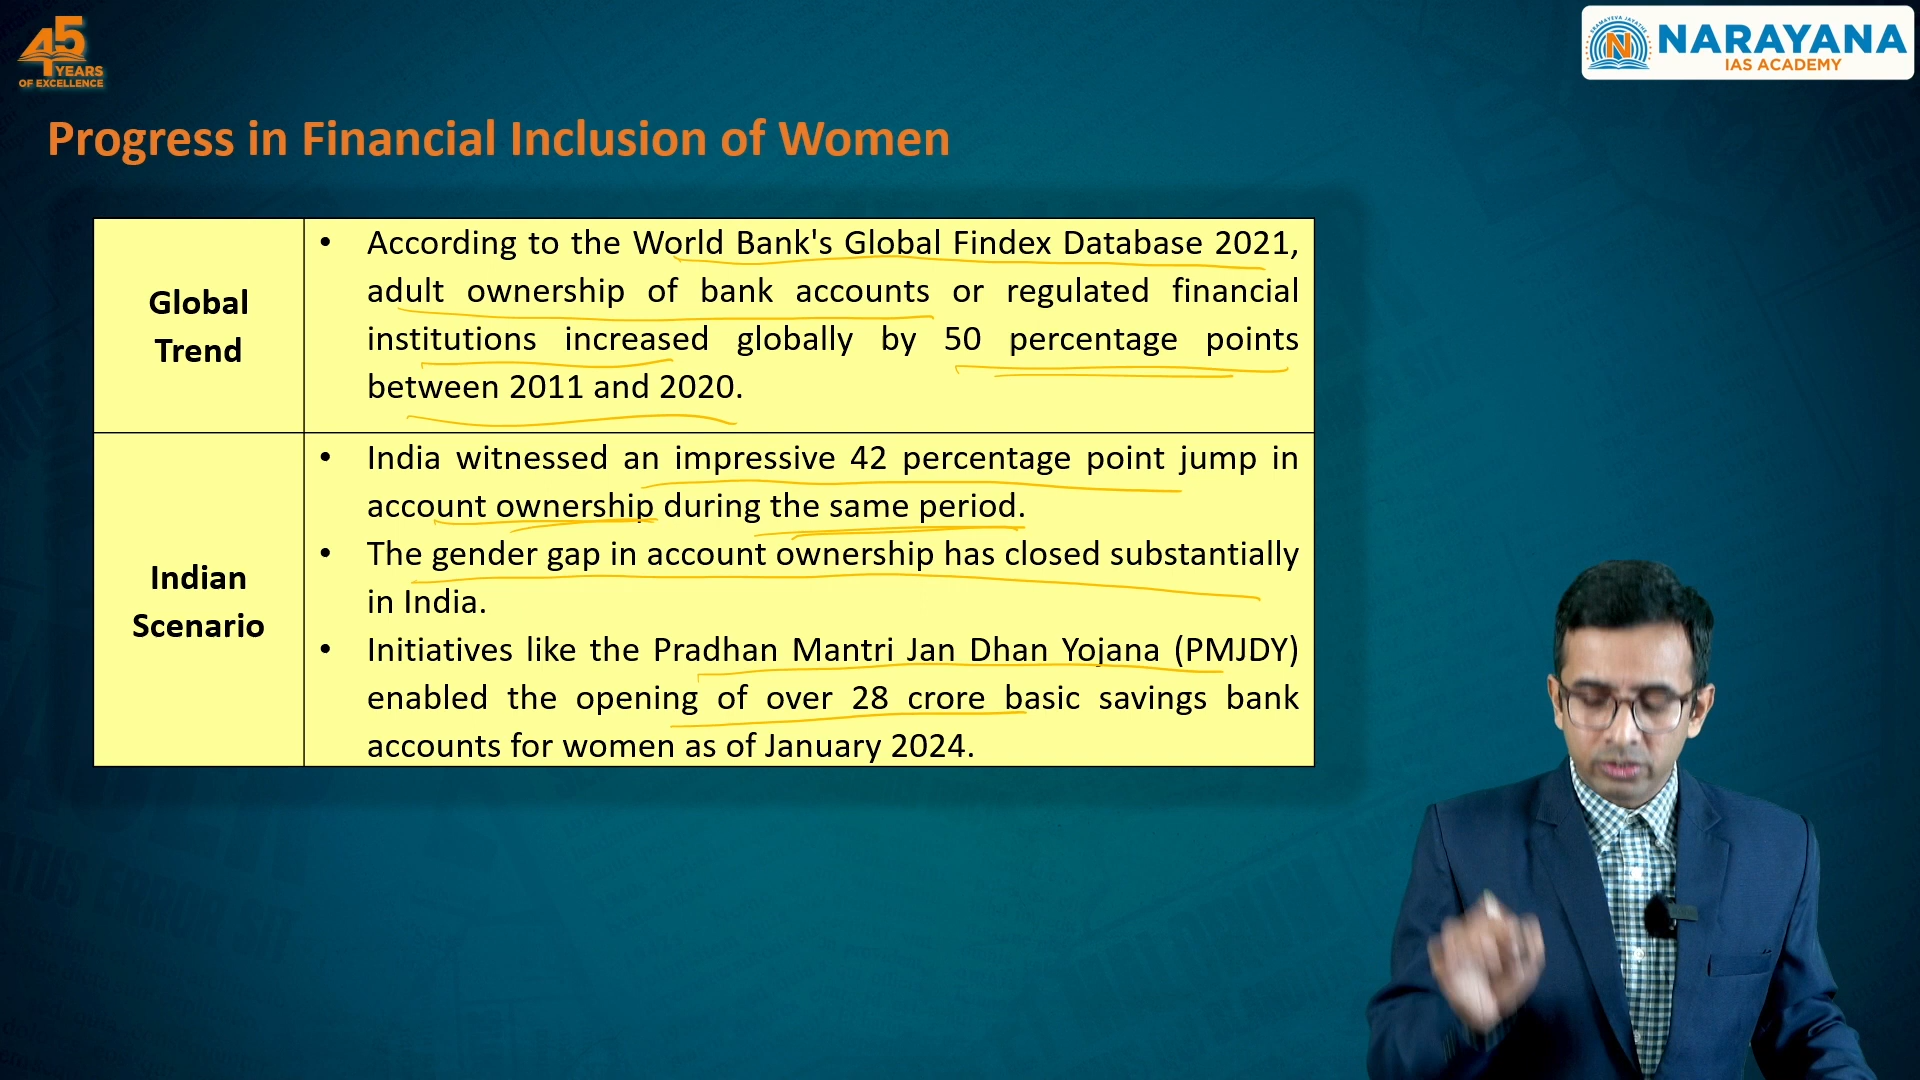 45
YEARS
OF EXCELLENCE
NARAYANA
IAS ACADEMY
Progress in Financial Inclusion of Women
Global
Trend
• According to the World Bank's Global Findex Database 2021,
adult ownership of bank accounts or regulated financial
institutions increased globally by 50 percentage points
between 2011 and 2020.
Indian
Scenario
• India witnessed an impressive 42 percentage point jump in
account ownership during the same period.
• The gender gap in account ownership has closed substantially
in India.
• Initiatives like the Pradhan Mantri Jan Dhan Yojana (PMJDY)
enabled the opening of over 28 crore basic savings bank
accounts for women as of January 2024.